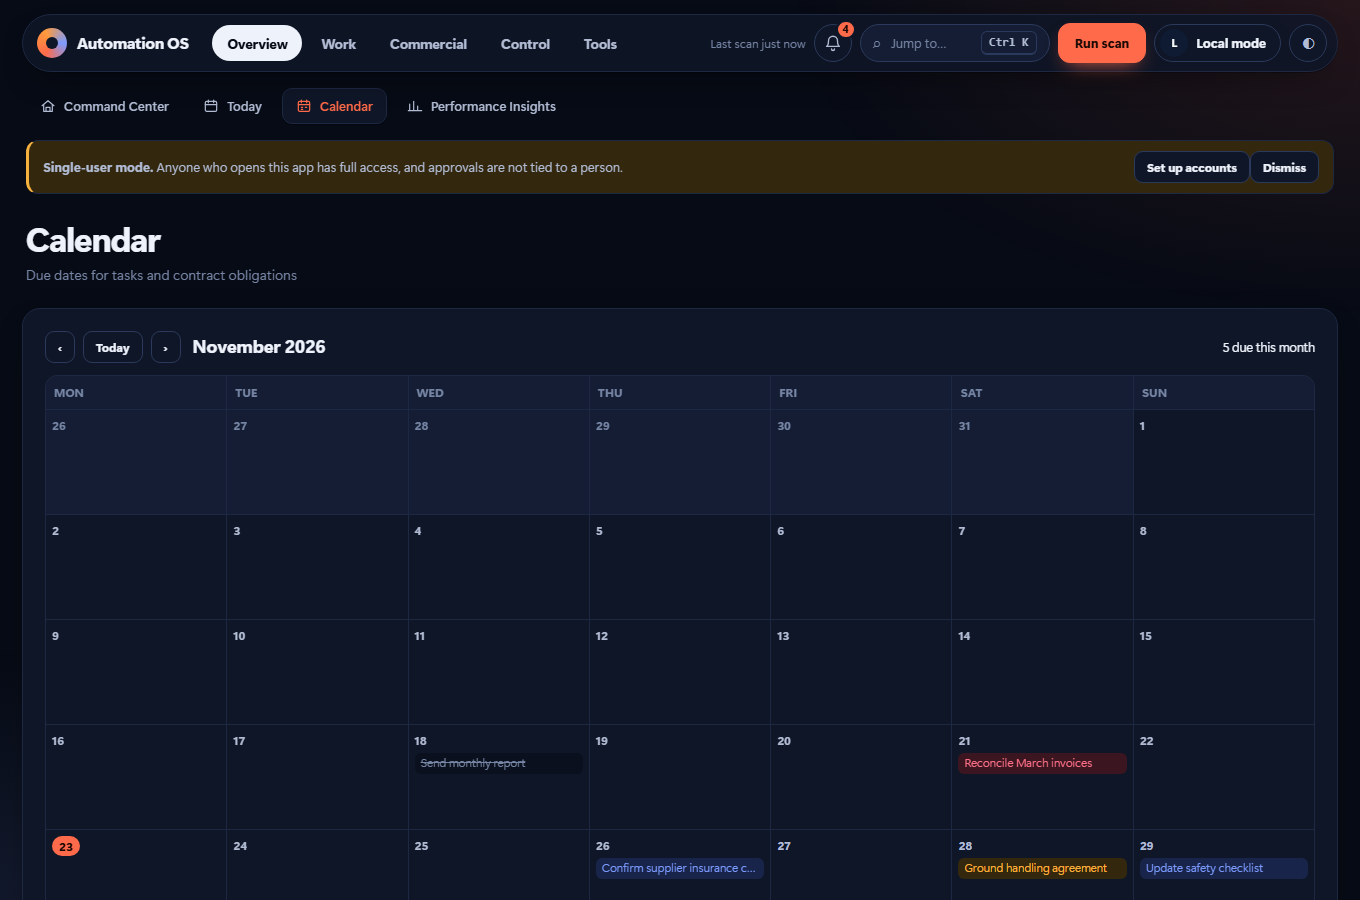 Automation OS Overview Work Commercial Control Tools Last scan just now 4 Jump to... Ctrl K Run scan L Local mode
Command Center Today Calendar Performance Insights
Single-user mode. Anyone who opens this app has full access, and approvals are not tied to a person. Set up accounts Dismiss
Calendar
Due dates for tasks and contract obligations
‹ Today › November 2026 5 due this month
MON TUE WED THU FRI SAT SUN
26 27 28 29 30 31 1
2 3 4 5 6 7 8
9 10 11 12 13 14 15
16 17 18 19 20 21 22
Send monthly report Reconcile March invoices
23 24 25 26 27 28 29
Confirm supplier insurance c... Ground handling agreement Update safety checklist